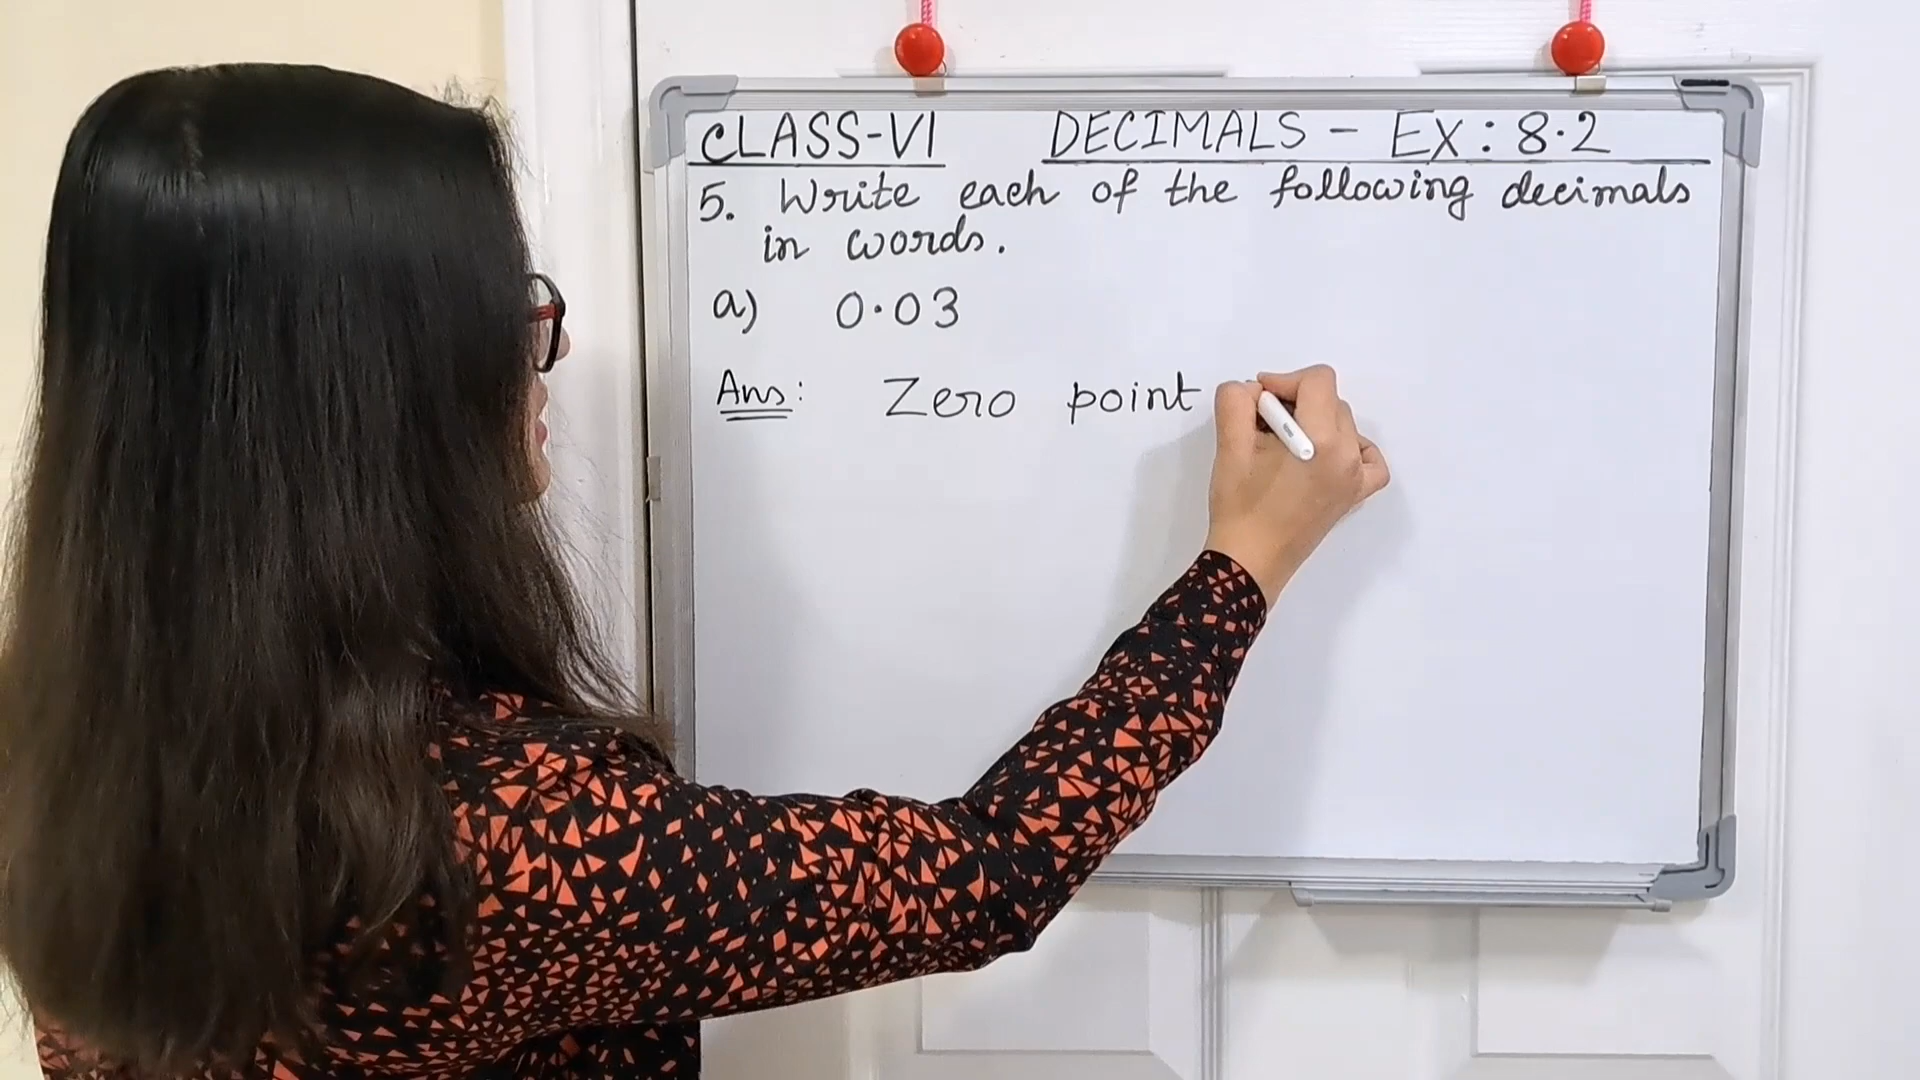 CLASS-VI DECIMALS - EX: 8.2
5. Write each of the following decimals
in words.
a) 0.03
Ans: Zero point